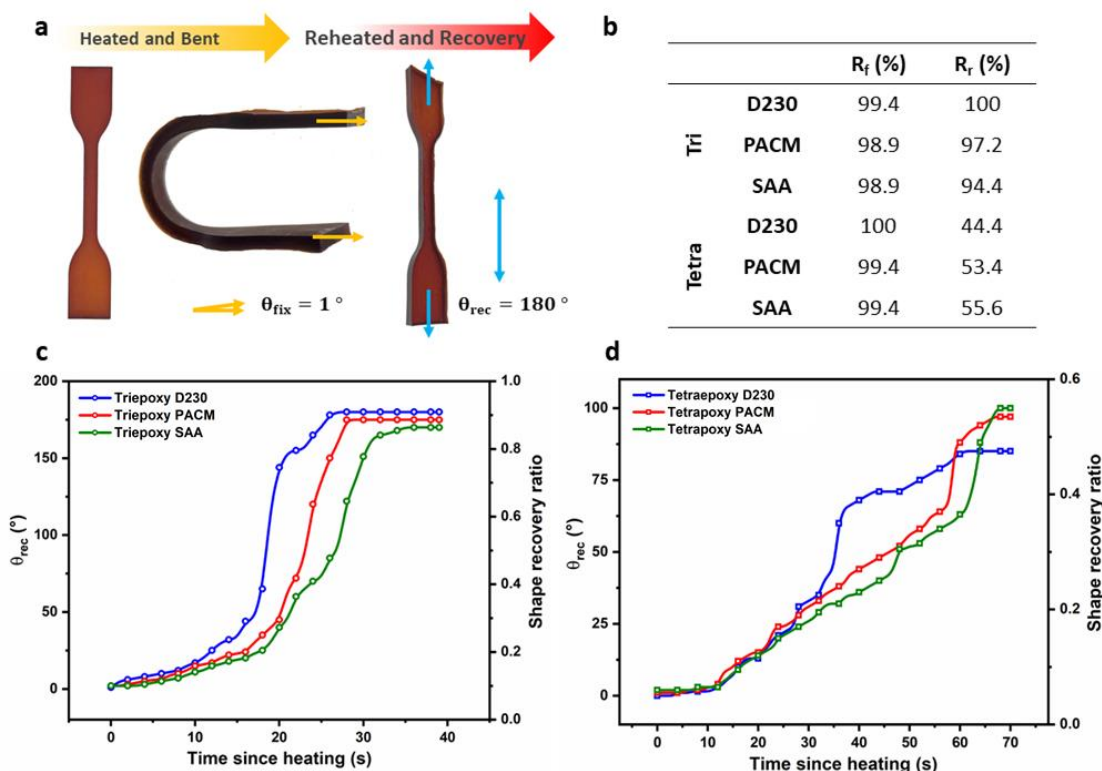 a
Heated and Bent
Reheated and Recovery
θfix = 1 °
θrec = 180 °
b
Rf (%) Rr (%)
Tri
D230 99.4 100
PACM 98.9 97.2
SAA 98.9 94.4
Tetra
D230 100 44.4
PACM 99.4 53.4
SAA 99.4 55.6
c
Triepoxy D230
Triepoxy PACM
Triepoxy SAA
θrec (°)
200
150
100
50
0
Shape recovery ratio
1.0
0.8
0.6
0.4
0.2
0.0
0 10 20 30 40
Time since heating (s)
d
Tetraepoxy D230
Tetrapoxy PACM
Tetrapoxy SAA
θrec (°)
100
75
50
25
0
Shape recovery ratio
0.6
0.4
0.2
0.0
0 10 20 30 40 50 60 70
Time since heating (s)